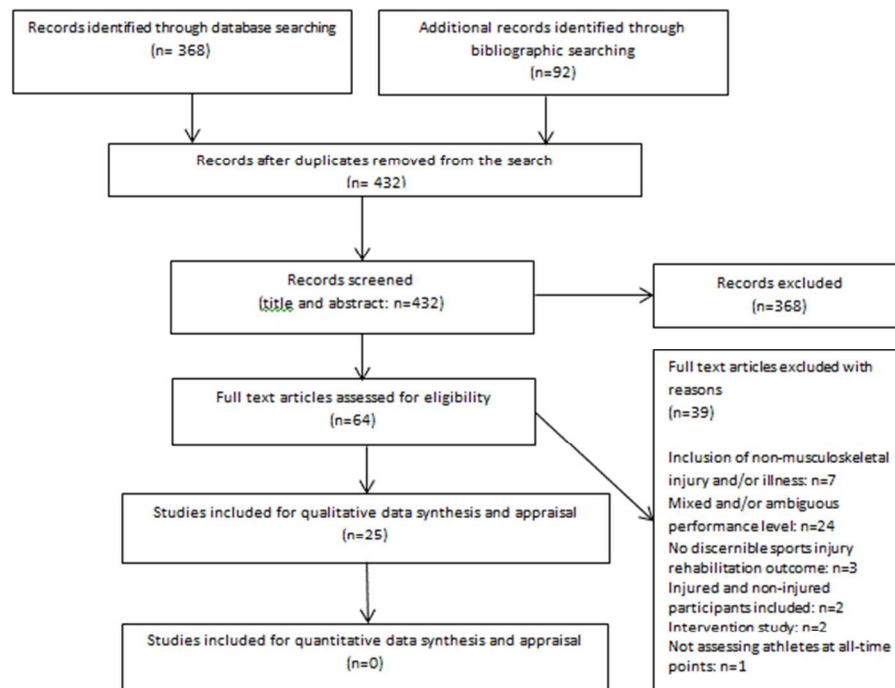 Records identified through database searching
(n= 368)
Additional records identified through
bibliographic searching
(n=92)
Records after duplicates removed from the search
(n= 432)
Records screened
(title and abstract: n=432)
Records excluded
(n=368)
Full text articles assessed for eligibility
(n=64)
Full text articles excluded with
reasons
(n=39)
Inclusion of non-musculoskeletal
injury and/or illness: n=7
Mixed and/or ambiguous
performance level: n=24
No discernible sports injury
rehabilitation outcome: n=3
Injured and non-injured
participants included: n=2
Intervention study: n=2
Not assessing athletes at all-time
points: n=1
Studies included for qualitative data synthesis and appraisal
(n=25)
Studies included for quantitative data synthesis and appraisal
(n=0)